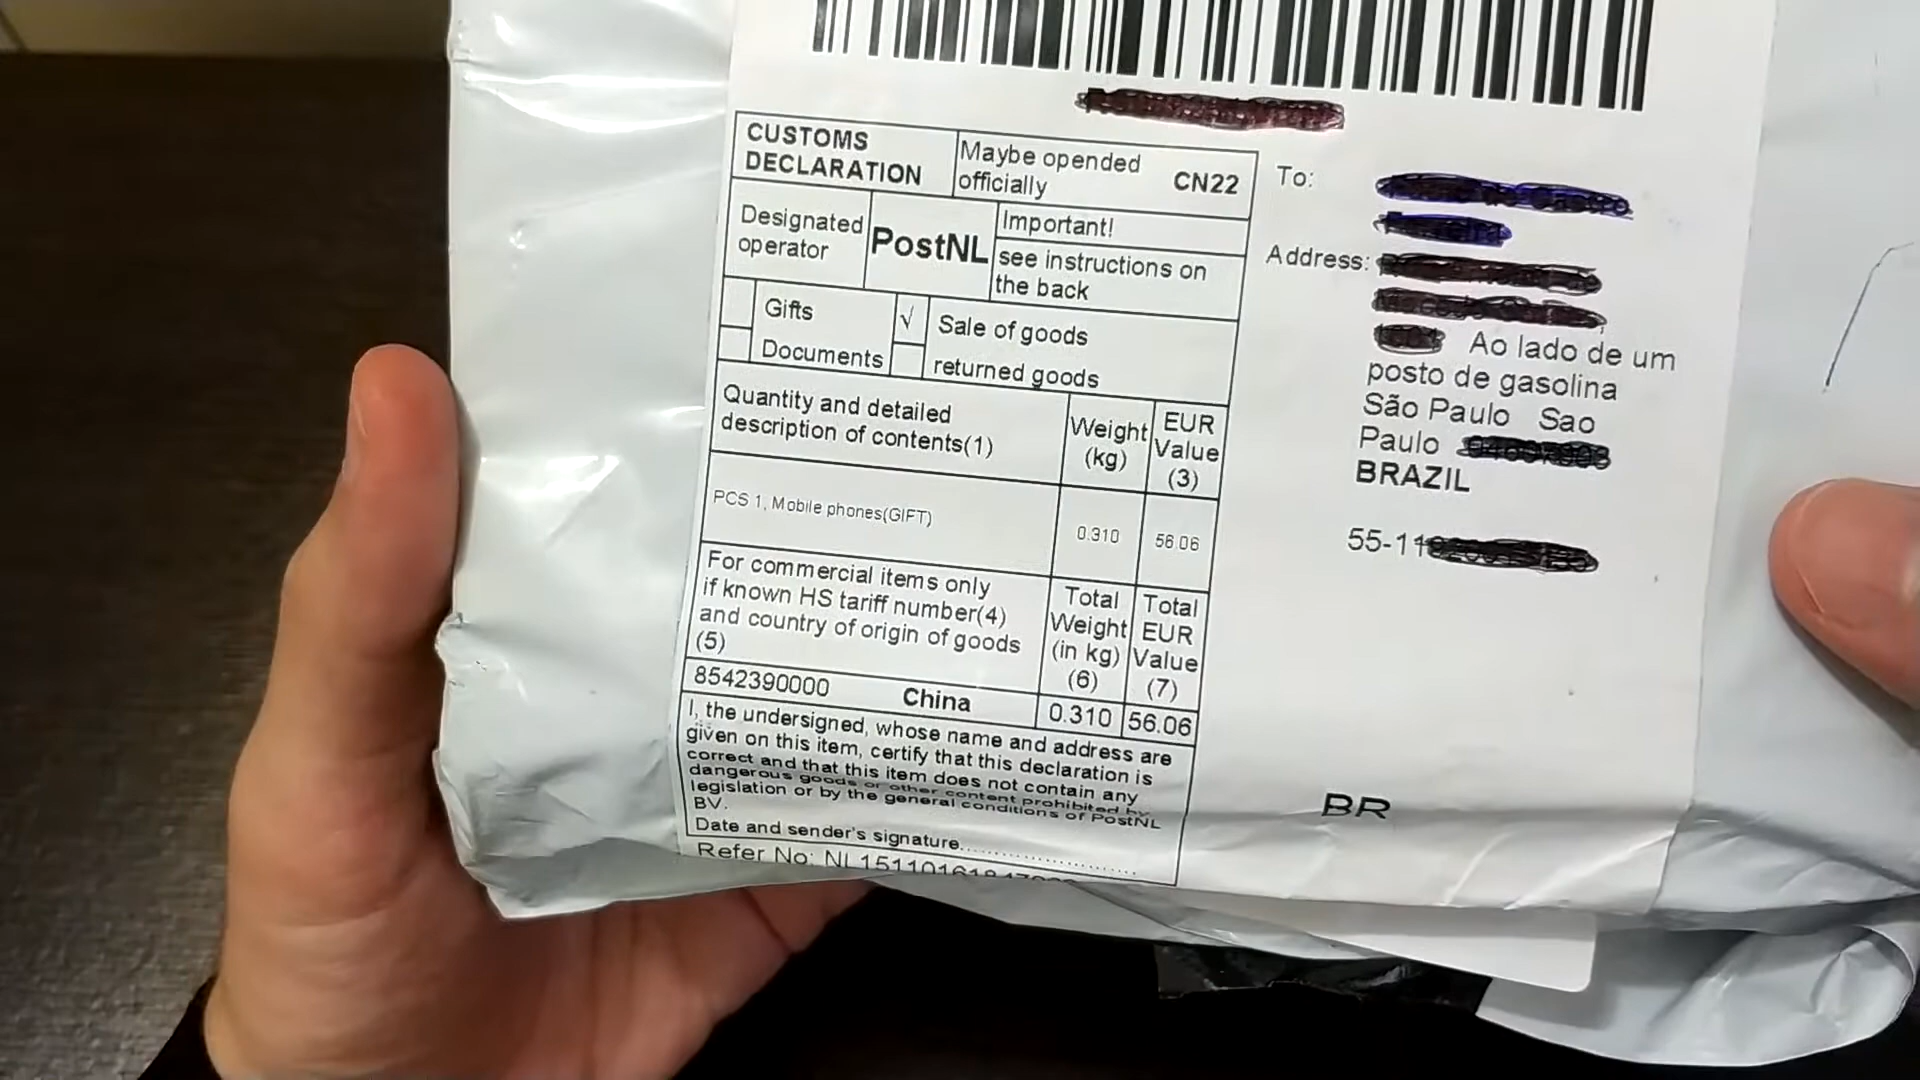 CUSTOMS
DECLARATION
Maybe opended
officially
CN22
Designated
operator
PostNL
Important!
see instructions on
the back
Gifts
√ Sale of goods
Documents
returned goods
Quantity and detailed
description of contents(1)
Weight
(kg)
EUR
Value
(3)
PCS 1, Mobile phones(GIFT)
0.310
56.06
For commercial items only
if known HS tariff number(4)
and country of origin of goods
(5)
Total
Weight
(in kg)
(6)
Total
EUR
Value
(7)
8542390000 China
0.310
56.06
I, the undersigned, whose name and address are
given on this item, certify that this declaration is
correct and that this item does not contain any
dangerous goods or other content prohibited by
legislation or by the general conditions of PostNL
BV.
Date and sender's signature......................
Refer No:
To:
Address:
Ao lado de um
posto de gasolina
São Paulo Sao
Paulo
BRAZIL
55-11
BR